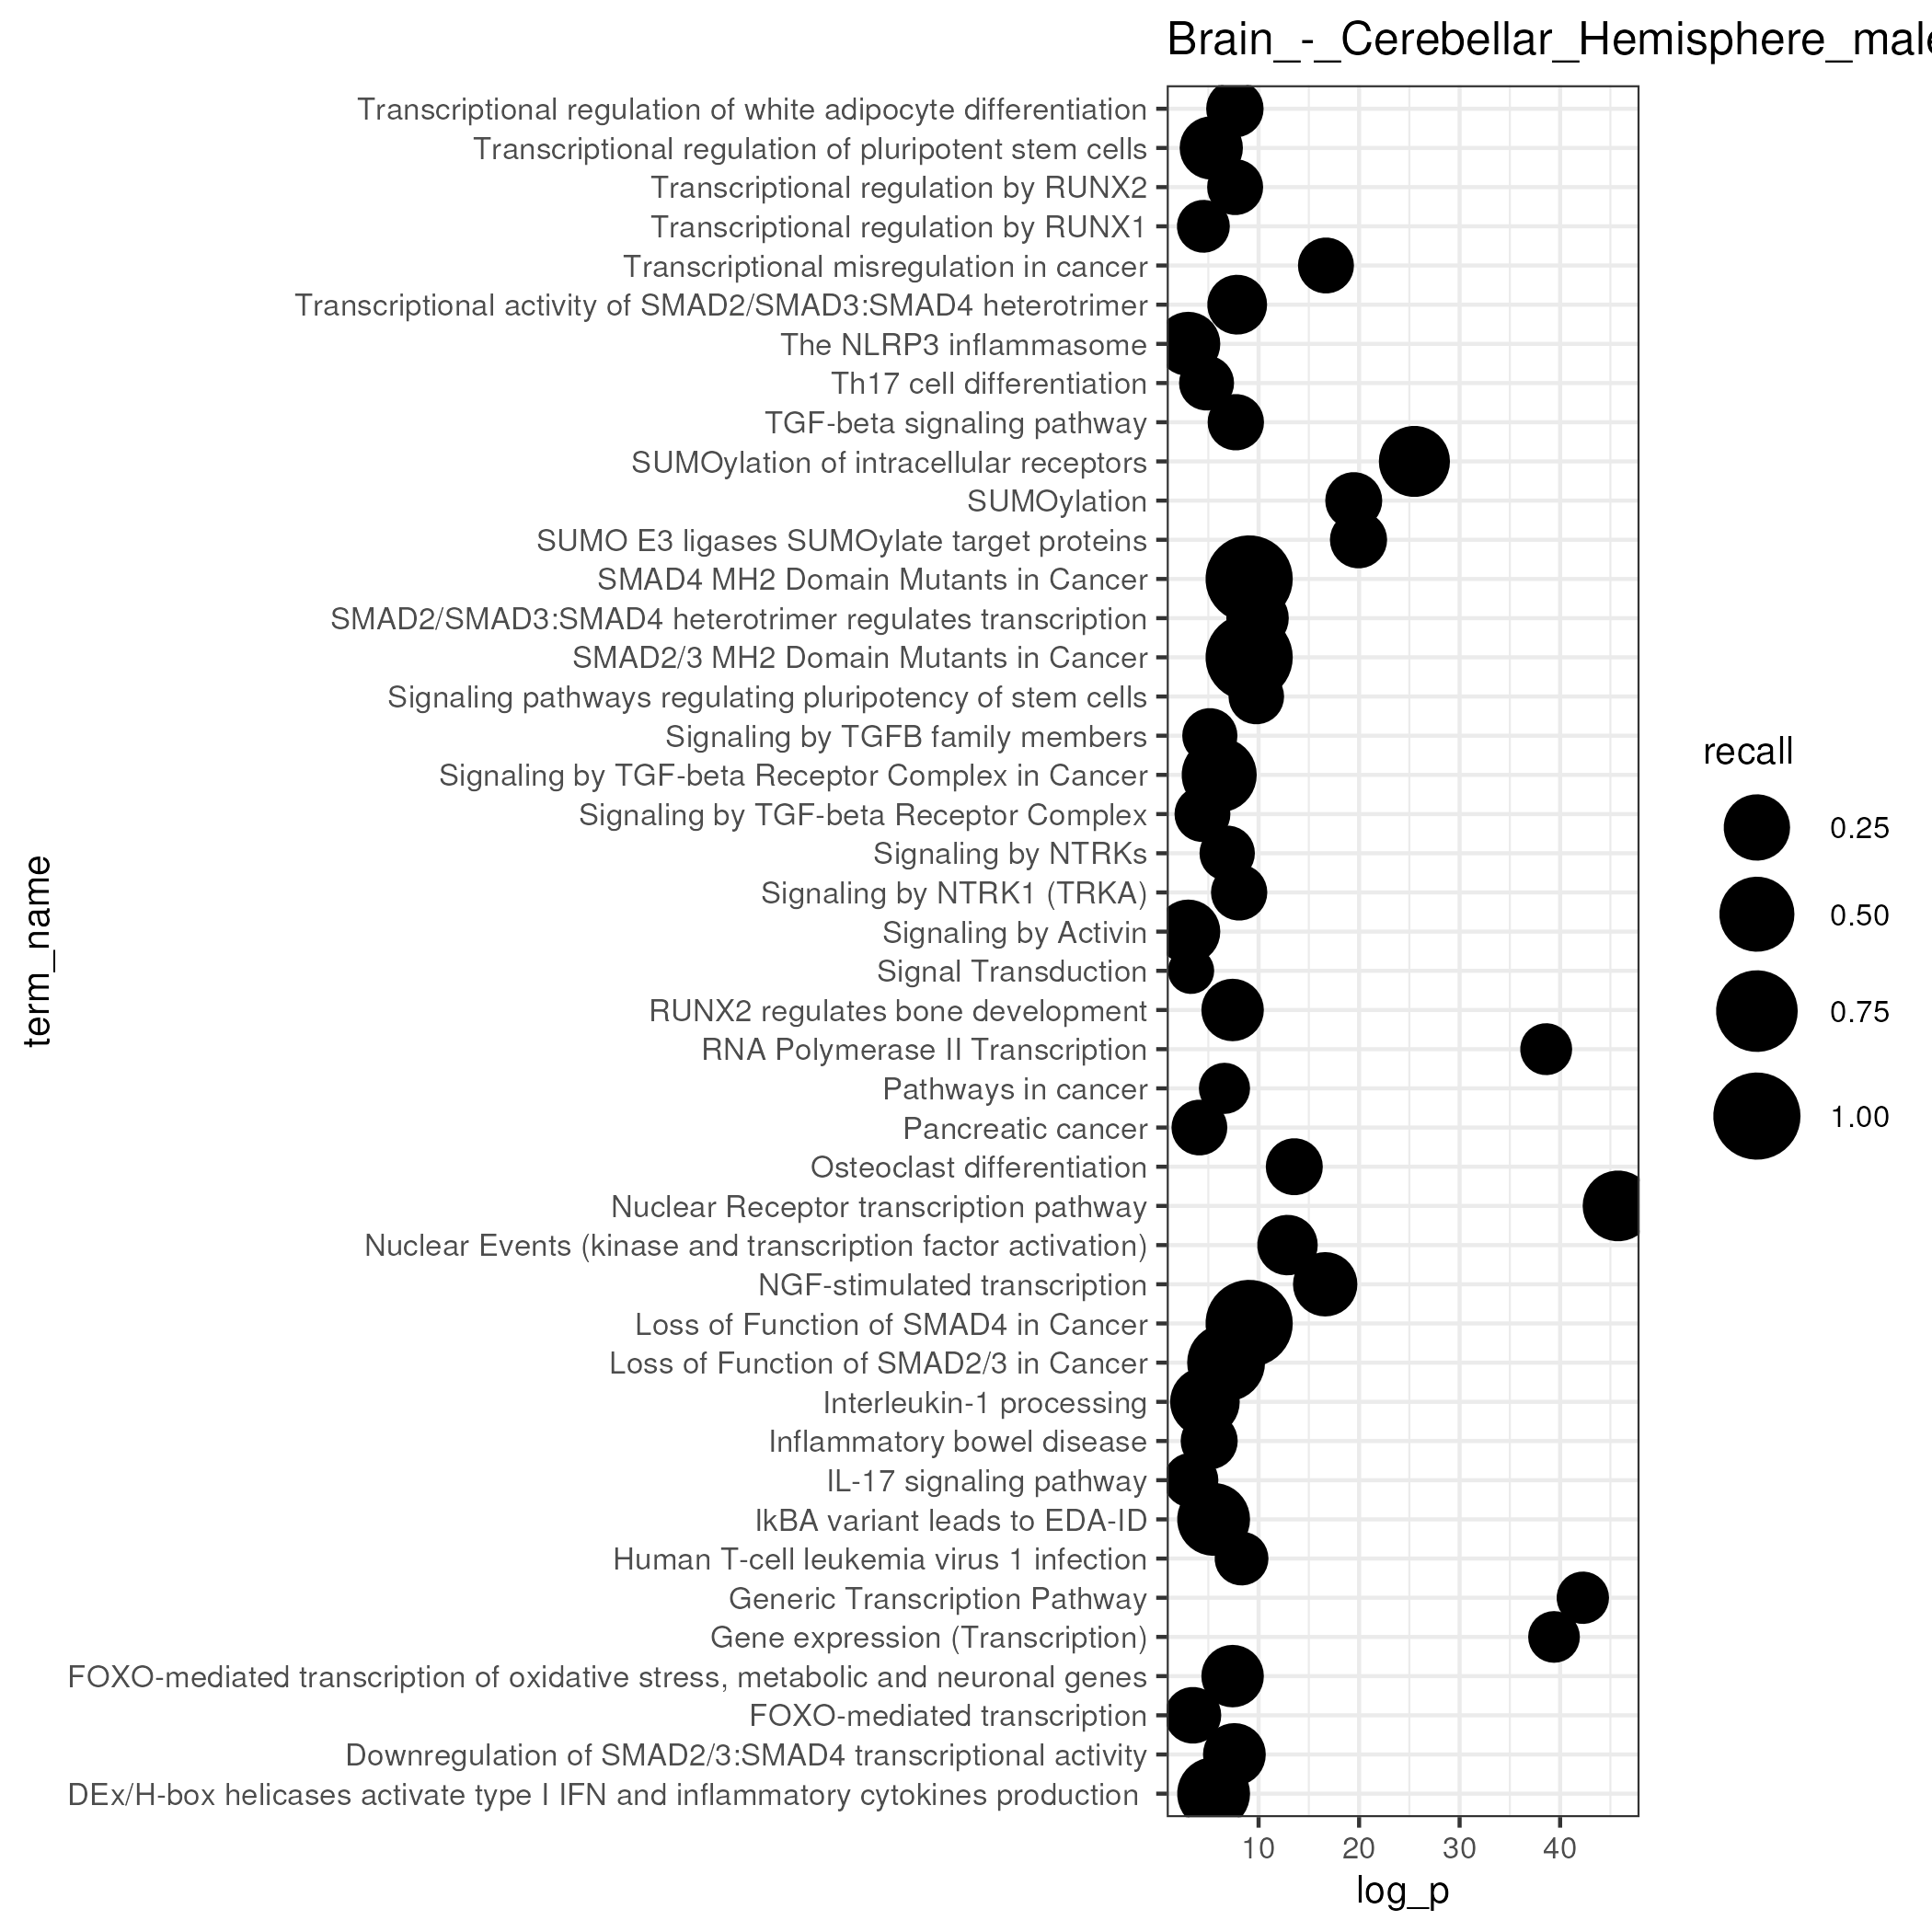 Brain_-_Cerebellar_Hemisphere_male
Transcriptional regulation of white adipocyte differentiation
Transcriptional regulation of pluripotent stem cells
Transcriptional regulation by RUNX2
Transcriptional regulation by RUNX1
Transcriptional misregulation in cancer
Transcriptional activity of SMAD2/SMAD3:SMAD4 heterotrimer
The NLRP3 inflammasome
Th17 cell differentiation
TGF-beta signaling pathway
SUMOylation of intracellular receptors
SUMOylation
SUMO E3 ligases SUMOylate target proteins
SMAD4 MH2 Domain Mutants in Cancer
SMAD2/SMAD3:SMAD4 heterotrimer regulates transcription
SMAD2/3 MH2 Domain Mutants in Cancer
Signaling pathways regulating pluripotency of stem cells
Signaling by TGFB family members
Signaling by TGF-beta Receptor Complex in Cancer
Signaling by TGF-beta Receptor Complex
Signaling by NTRKs
Signaling by NTRK1 (TRKA)
Signaling by Activin
Signal Transduction
RUNX2 regulates bone development
RNA Polymerase II Transcription
Pathways in cancer
Pancreatic cancer
Osteoclast differentiation
Nuclear Receptor transcription pathway
Nuclear Events (kinase and transcription factor activation)
NGF-stimulated transcription
Loss of Function of SMAD4 in Cancer
Loss of Function of SMAD2/3 in Cancer
Interleukin-1 processing
Inflammatory bowel disease
IL-17 signaling pathway
IkBA variant leads to EDA-ID
Human T-cell leukemia virus 1 infection
Generic Transcription Pathway
Gene expression (Transcription)
FOXO-mediated transcription of oxidative stress, metabolic and neuronal genes
FOXO-mediated transcription
Downregulation of SMAD2/3:SMAD4 transcriptional activity
DEx/H-box helicases activate type I IFN and inflammatory cytokines production
term_name
10 20 30 40
log_p
recall
0.25
0.50
0.75
1.00